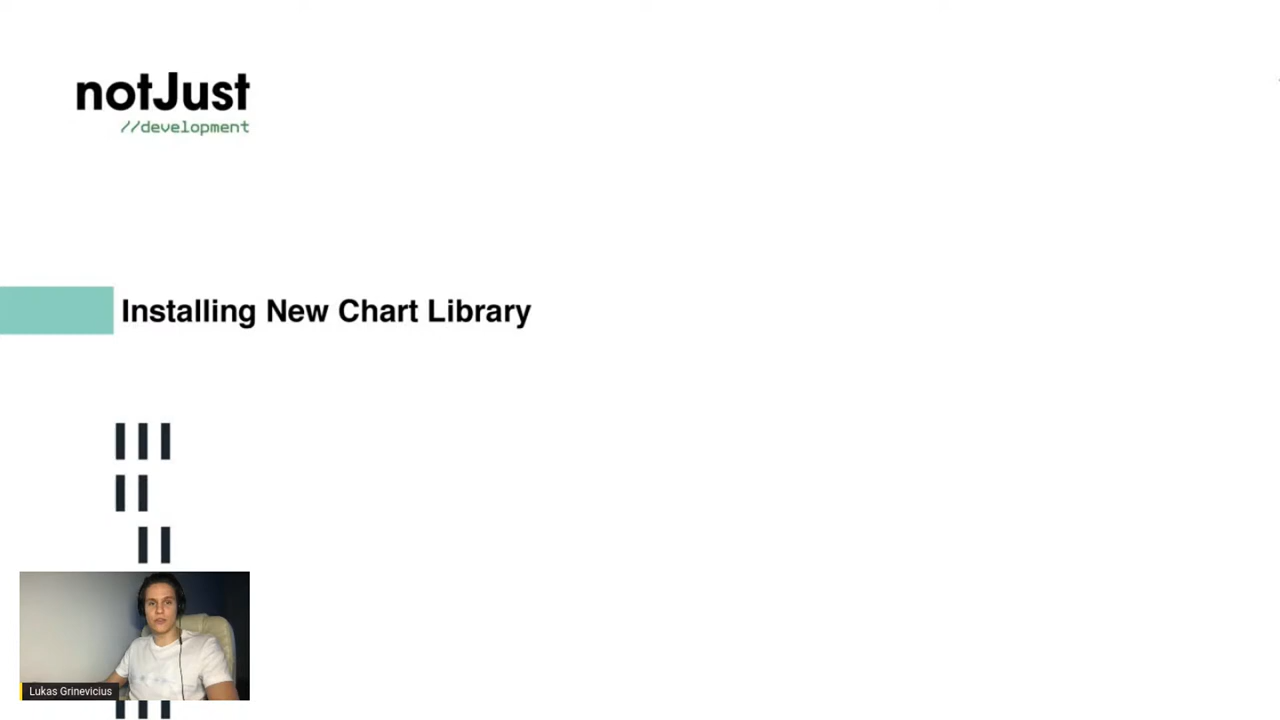 notJust
//development
Installing New Chart Library
Lukas Grinevicius